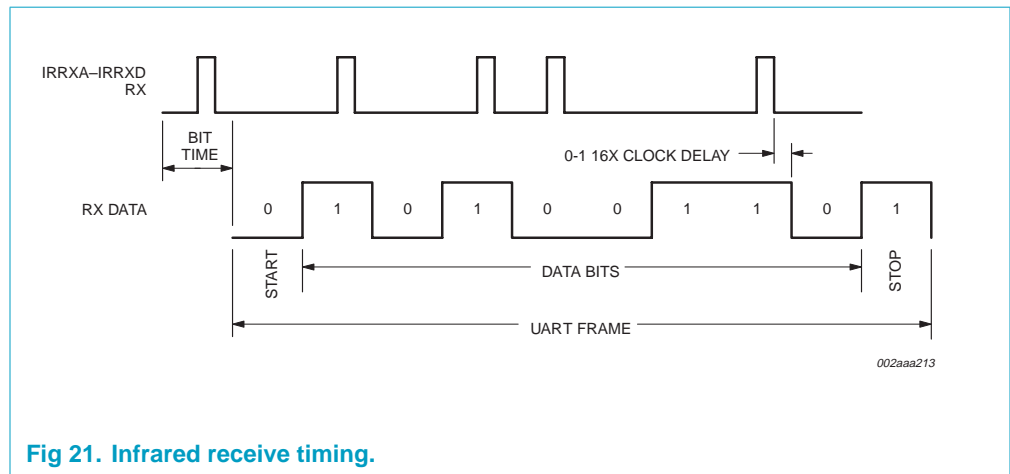 IRRXA–IRRXD
RX
BIT
TIME
0-1 16X CLOCK DELAY
RX DATA
0 1 0 1 0 0 1 1 0 1
START
DATA BITS
STOP
UART FRAME
002aaa213
Fig 21. Infrared receive timing.